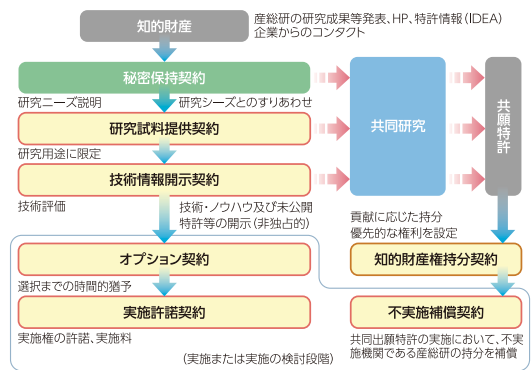 知的財産
産総研の研究成果等発表、HP、特許情報（IDEA）
企業からのコンタクト
秘密保持契約
研究ニーズ説明
研究シーズとのすりあわせ
研究試料提供契約
研究用途に限定
技術情報開示契約
技術評価
技術・ノウハウ及び未公開
特許等の開示（非独占的）
共同研究
共願特許
貢献に応じた持分
優先的な権利を設定
オプション契約
選択までの時間的猶予
実施許諾契約
実施権の許諾、実施料
（実施または実施の検討段階）
知的財産権持分契約
不実施補償契約
共同出願特許の実施において、不実
施機関である産総研の持分を補償